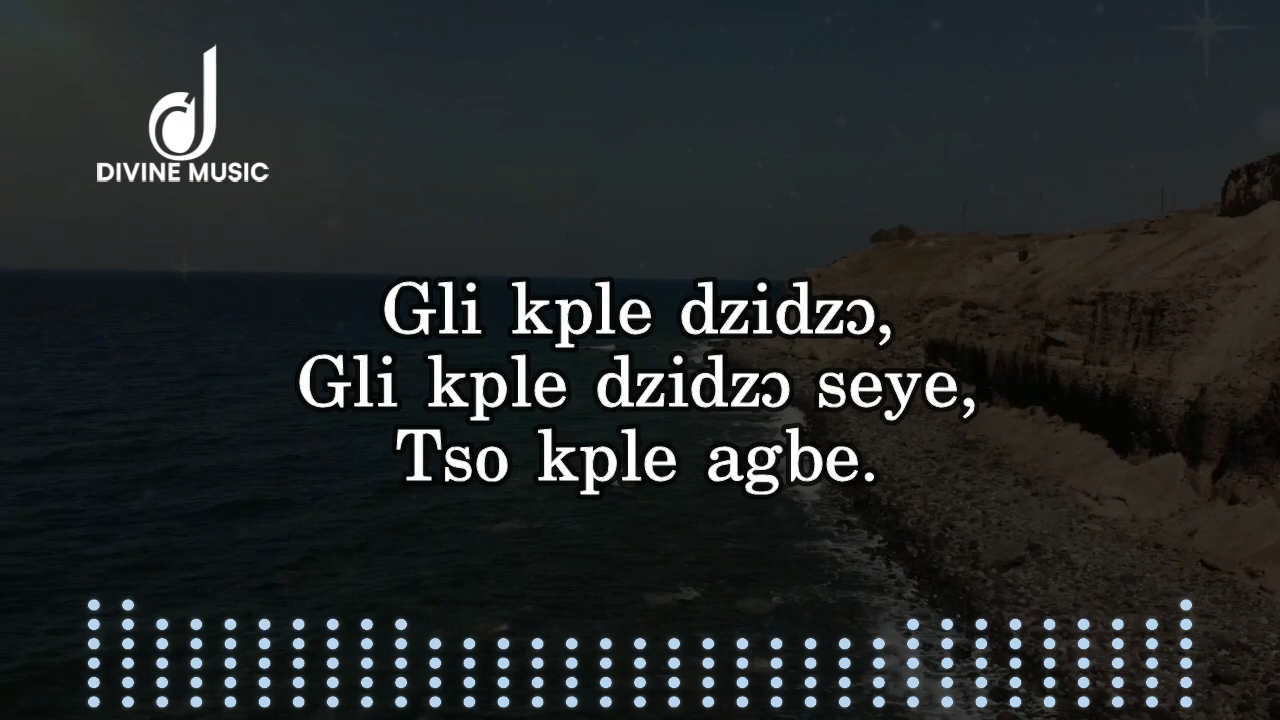 DIVINE MUSIC
Gli kple dzidzɔ,
Gli kple dzidzɔ seye,
Tso kple agbe.